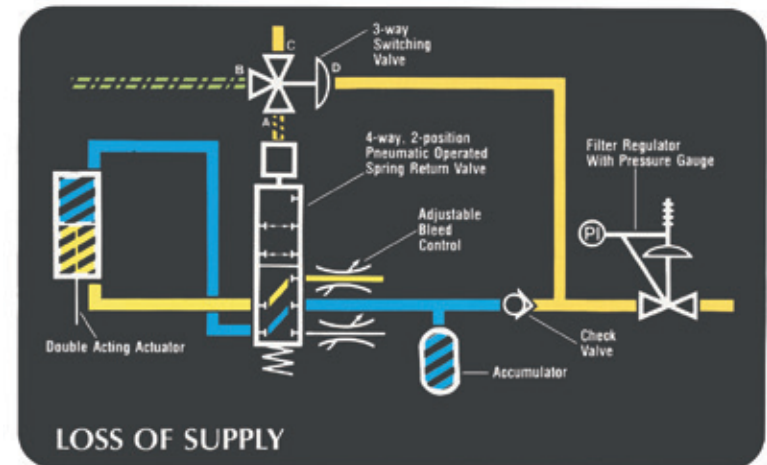 C
3-way
Switching
Valve
B
D
A
4-way, 2-position
Pneumatic Operated
Spring Return Valve
Filter Regulator
With Pressure Gauge
Adjustable
Bleed
Control
PI
Double Acting Actuator
Check
Valve
Accumulator
LOSS OF SUPPLY